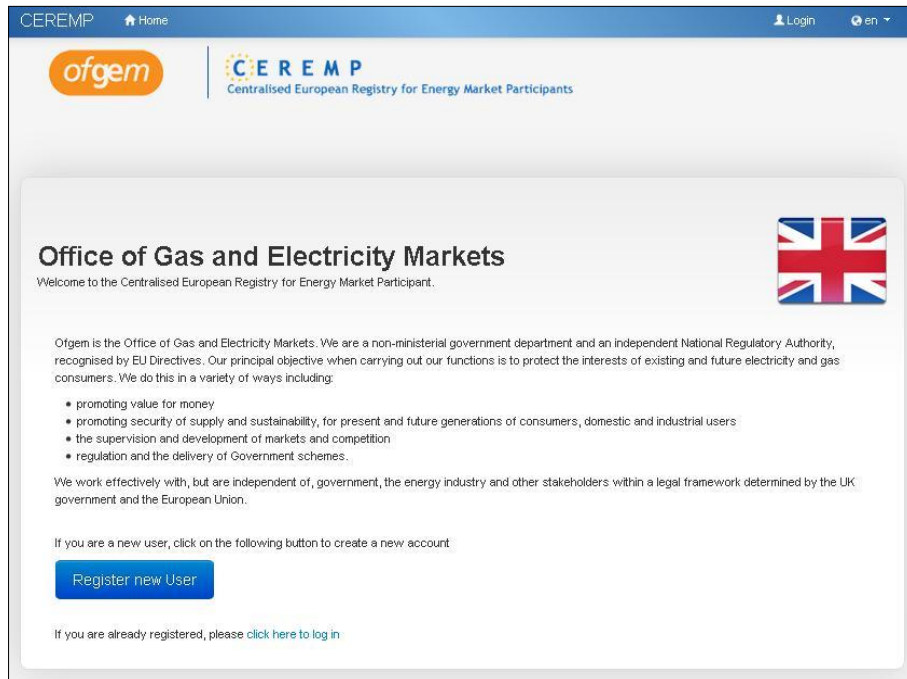 CEREMP Home Login en
ofgem
CEREMP
Centralised European Registry for Energy Market Participants
Office of Gas and Electricity Markets
Welcome to the Centralised European Registry for Energy Market Participant.
Ofgem is the Office of Gas and Electricity Markets. We are a non-ministerial government department and an independent National Regulatory Authority,
recognised by EU Directives. Our principal objective when carrying out our functions is to protect the interests of existing and future electricity and gas
consumers. We do this in a variety of ways including:
• promoting value for money
• promoting security of supply and sustainability, for present and future generations of consumers, domestic and industrial users
• the supervision and development of markets and competition
• regulation and the delivery of Government schemes.
We work effectively with, but are independent of, government, the energy industry and other stakeholders within a legal framework determined by the UK
government and the European Union.
If you are a new user, click on the following button to create a new account
Register new User
If you are already registered, please click here to log in